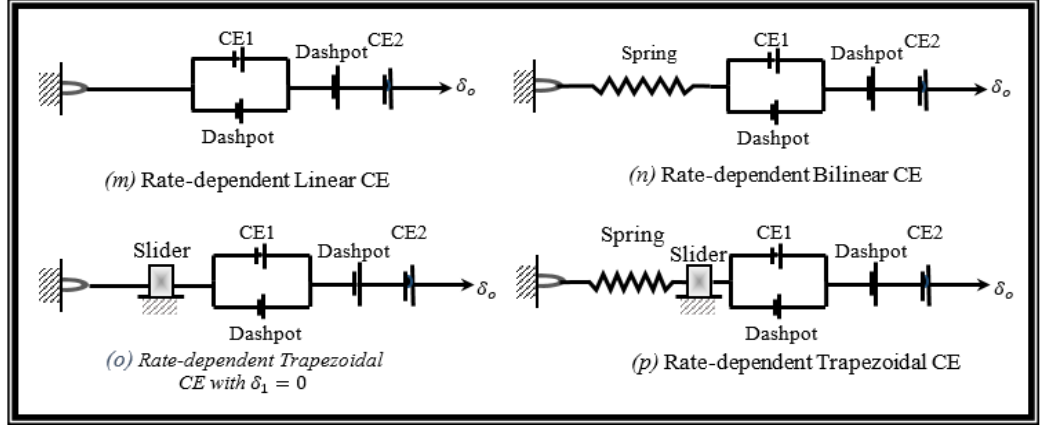 CE1
Dashpot
CE2
δₒ
Dashpot
(m) Rate-dependent Linear CE
Spring
CE1
Dashpot
CE2
δₒ
Dashpot
(n) Rate-dependent Bilinear CE
Slider
CE1
Dashpot
CE2
δₒ
Dashpot
(o) Rate-dependent Trapezoidal
CE with δ₁ = 0
Spring
Slider
CE1
Dashpot
CE2
δₒ
Dashpot
(p) Rate-dependent Trapezoidal CE